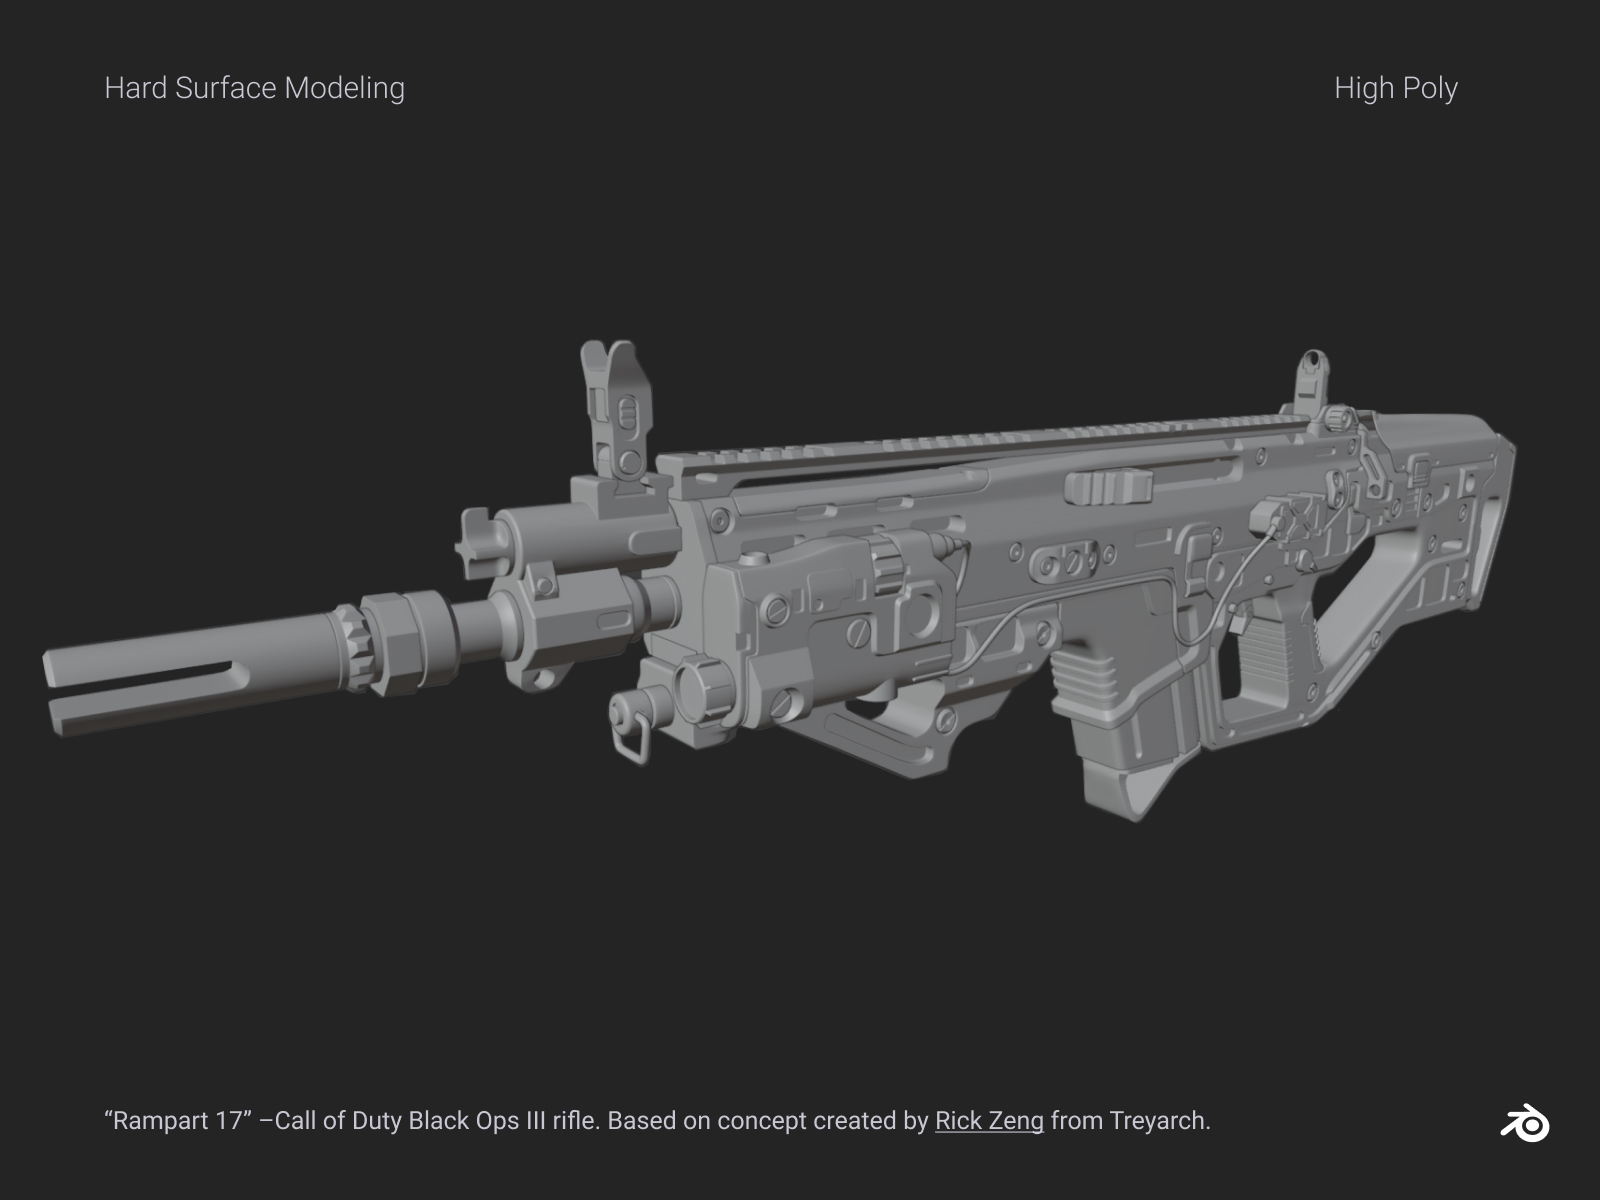 Hard Surface Modeling
High Poly
“Rampart 17” –Call of Duty Black Ops III rifle. Based on concept created by Rick Zeng from Treyarch.